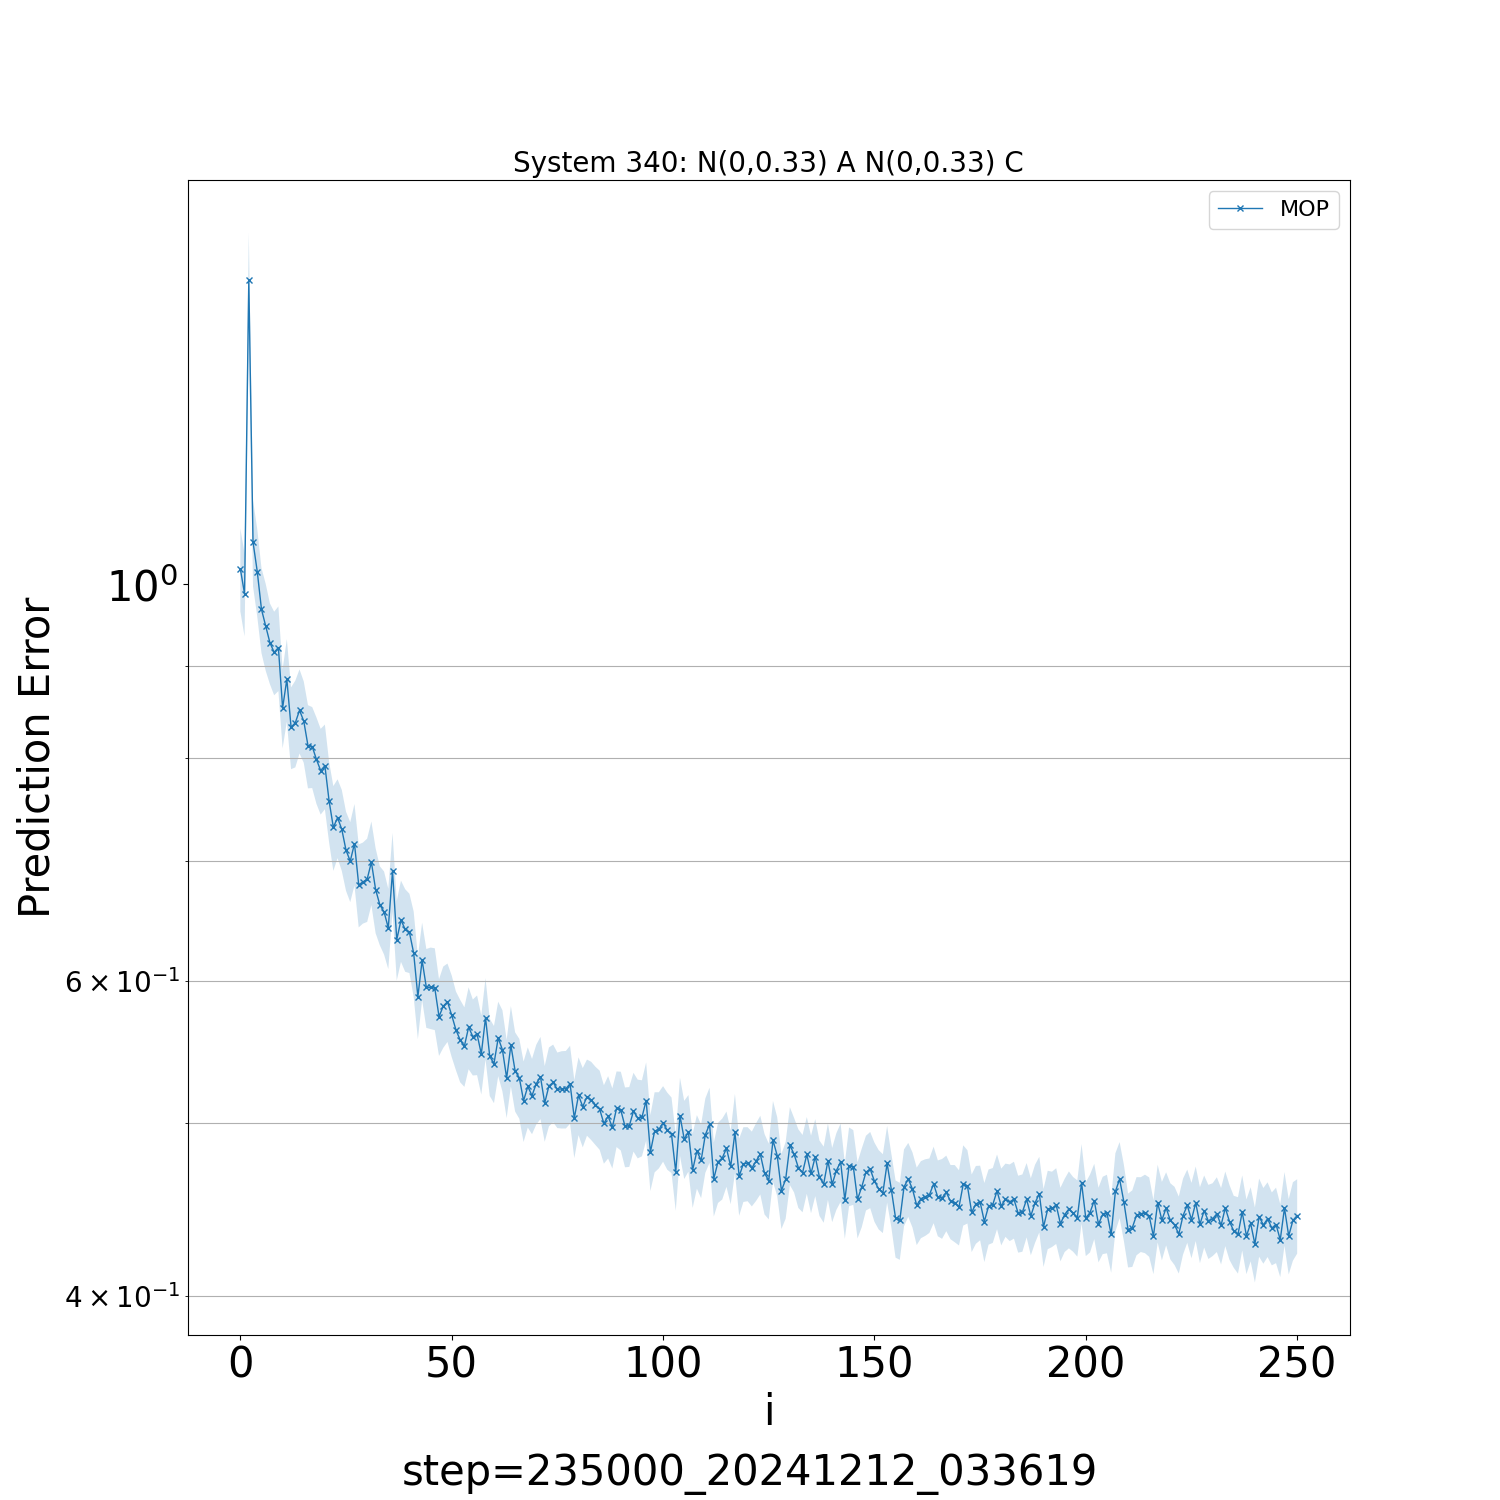 System 340: N(0,0.33) A N(0,0.33) C
MOP
10⁰
6 × 10⁻¹
4 × 10⁻¹
Prediction Error
0 50 100 150 200 250
i
step=235000_20241212_033619